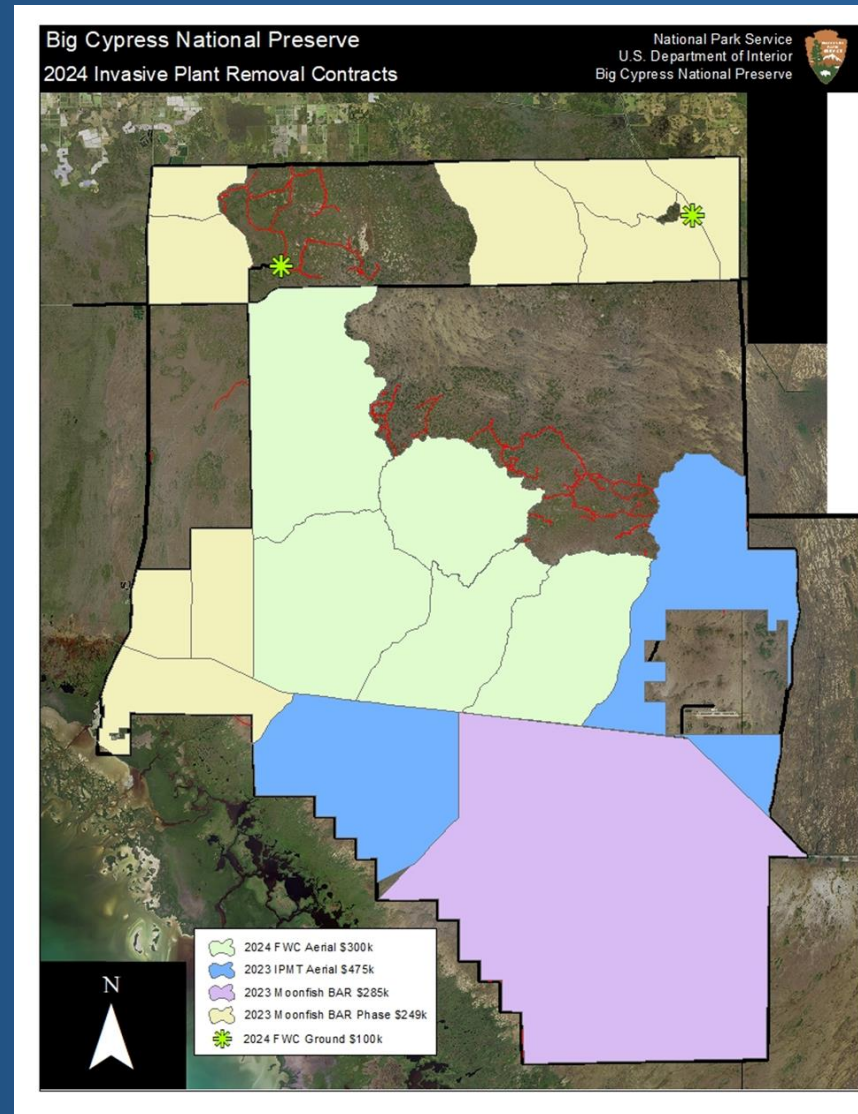 Big Cypress National Preserve
2024 Invasive Plant Removal Contracts
National Park Service
U.S. Department of Interior
Big Cypress National Preserve
2024 FWC Aerial $300k
2023 IPMT Aerial $475k
2023 Moonfish BAR $285k
2023 Moonfish BAR Phase $249k
2024 FWC Ground $100k
N